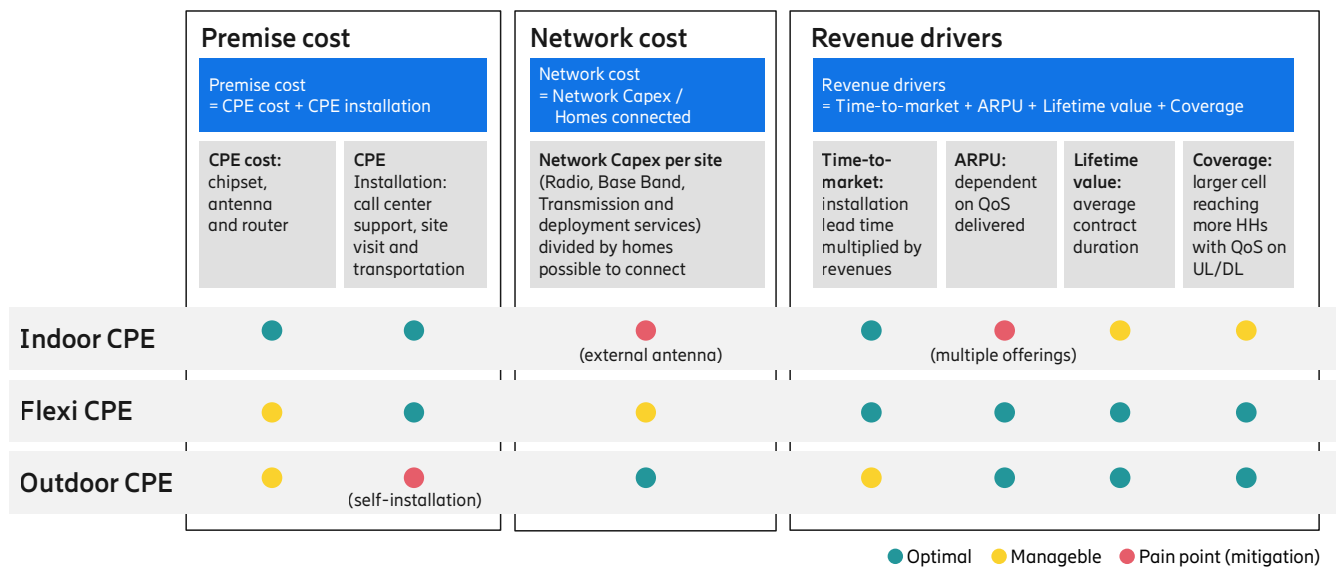 Premise cost
Premise cost
= CPE cost + CPE installation
CPE cost:
chipset,
antenna
and router
CPE
Installation:
call center
support, site
visit and
transportation
Network cost
Network cost
= Network Capex /
Homes connected
Network Capex per site
(Radio, Base Band,
Transmission and
deployment services)
divided by homes
possible to connect
Revenue drivers
Revenue drivers
= Time-to-market + ARPU + Lifetime value + Coverage
Time-to-
market:
installation
lead time
multiplied by
revenues
ARPU:
dependent
on QoS
delivered
Lifetime
value:
average
contract
duration
Coverage:
larger cell
reaching
more HHs
with QoS on
UL/DL
Indoor CPE
(external antenna)
(multiple offerings)
Flexi CPE
Outdoor CPE
(self-installation)
Optimal
Manageble
Pain point (mitigation)